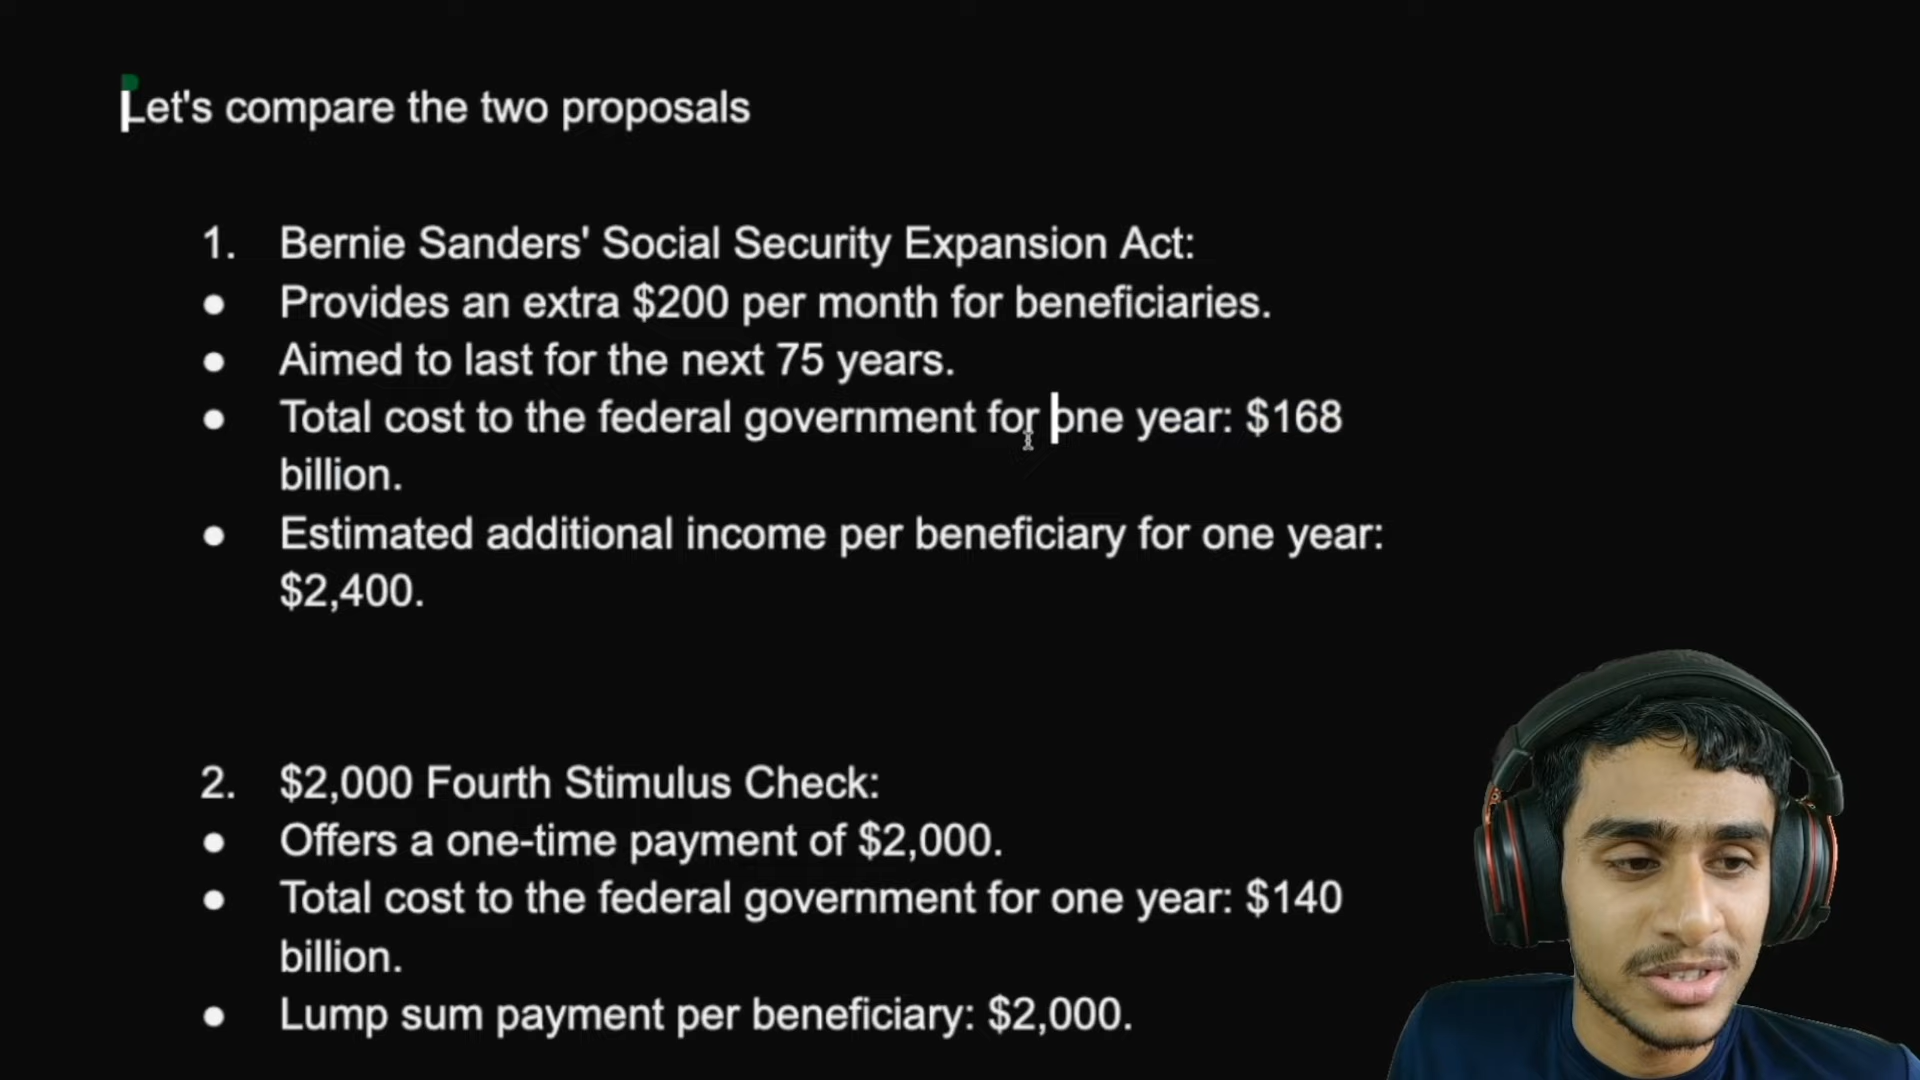 Let's compare the two proposals
1. Bernie Sanders' Social Security Expansion Act:
● Provides an extra $200 per month for beneficiaries.
● Aimed to last for the next 75 years.
● Total cost to the federal government for one year: $168
billion.
● Estimated additional income per beneficiary for one year:
$2,400.
2. $2,000 Fourth Stimulus Check:
● Offers a one-time payment of $2,000.
● Total cost to the federal government for one year: $140
billion.
● Lump sum payment per beneficiary: $2,000.